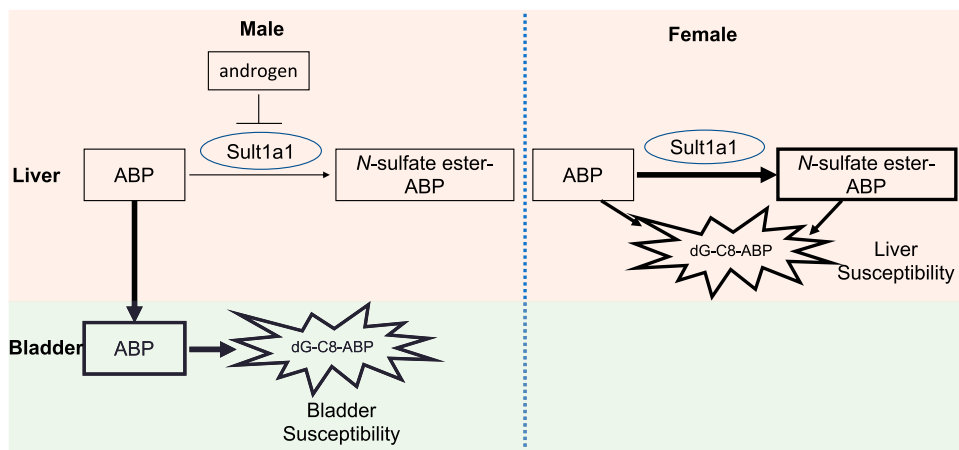 Male
Female
androgen
Sult1a1
Sult1a1
Liver
ABP
N-sulfate ester-
ABP
ABP
N-sulfate ester-
ABP
dG-C8-ABP
Liver
Susceptibility
Bladder
ABP
dG-C8-ABP
Bladder
Susceptibility